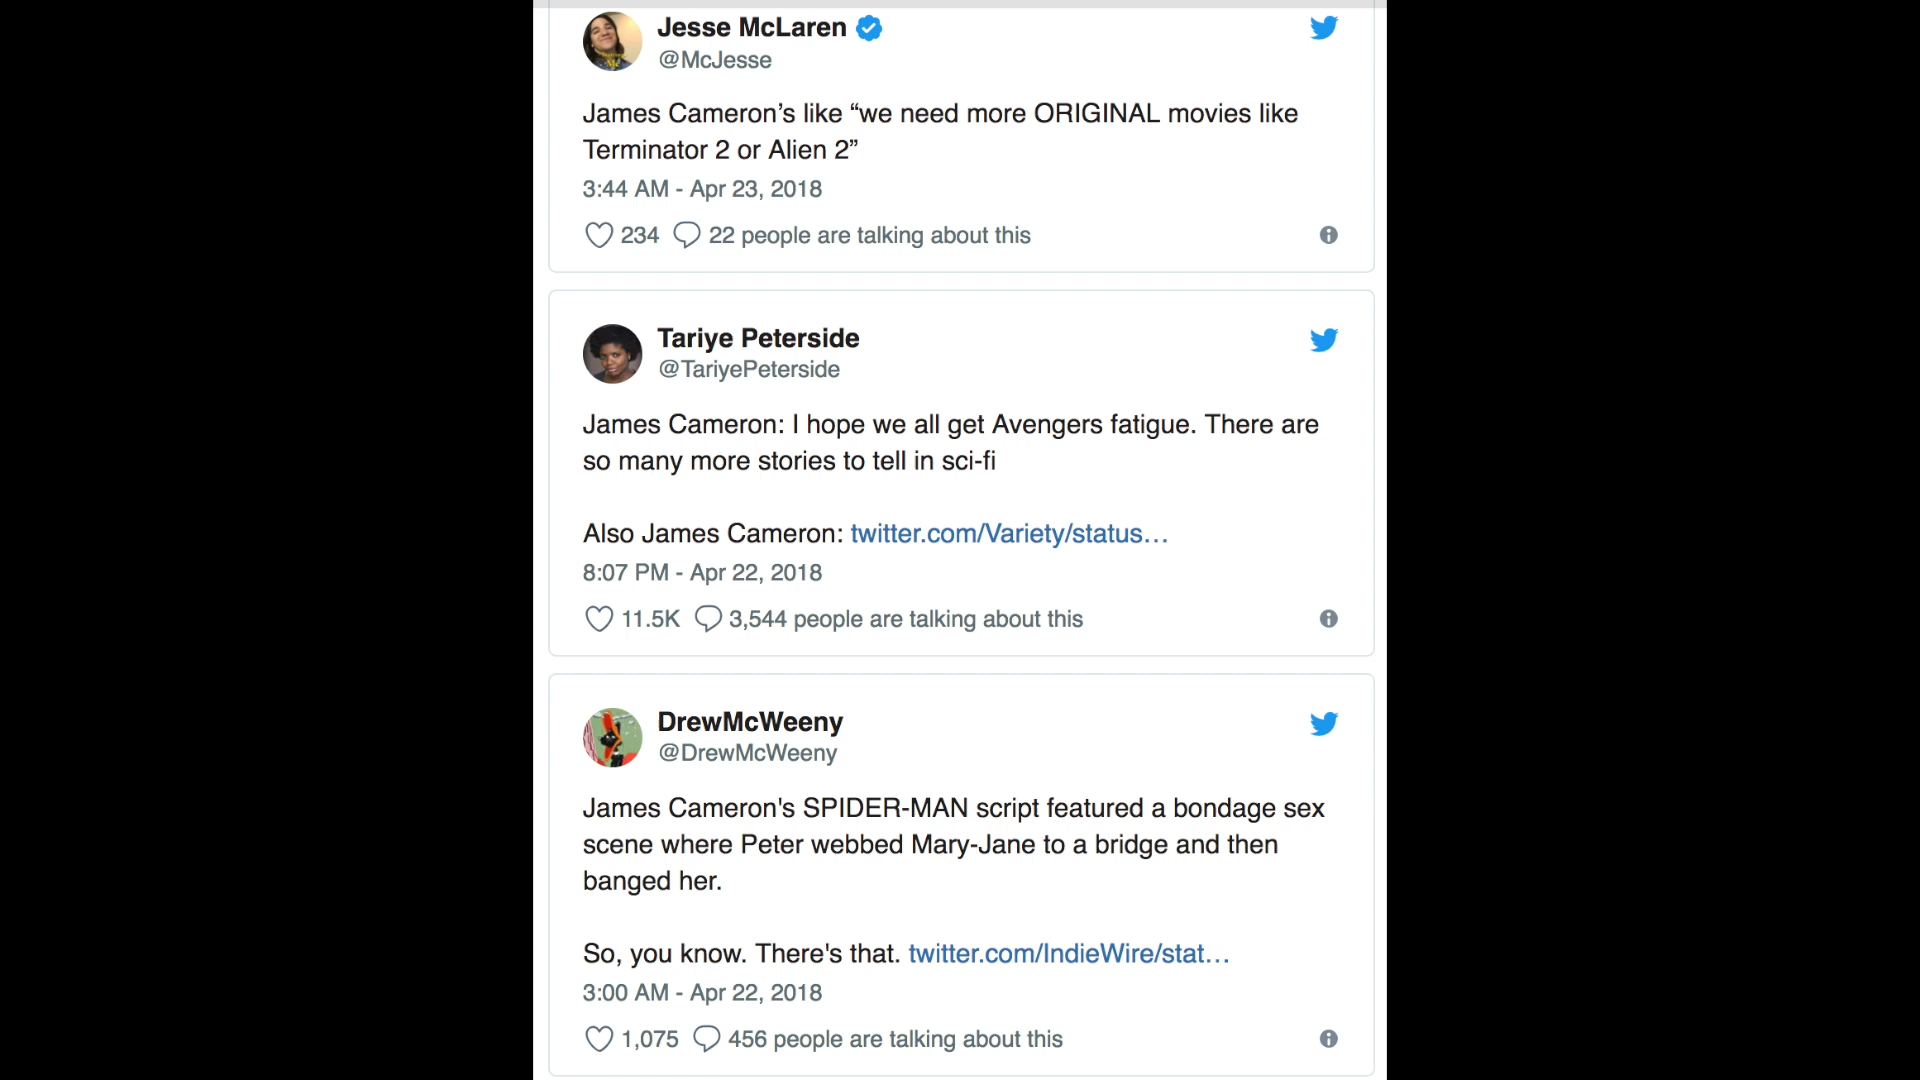 Jesse McLaren
@McJesse
James Cameron’s like “we need more ORIGINAL movies like
Terminator 2 or Alien 2”
3:44 AM - Apr 23, 2018
234 22 people are talking about this
Tariye Peterside
@TariyePeterside
James Cameron: I hope we all get Avengers fatigue. There are
so many more stories to tell in sci-fi
Also James Cameron: twitter.com/Variety/status…
8:07 PM - Apr 22, 2018
11.5K 3,544 people are talking about this
DrewMcWeeny
@DrewMcWeeny
James Cameron's SPIDER-MAN script featured a bondage sex
scene where Peter webbed Mary-Jane to a bridge and then
banged her.
So, you know. There's that. twitter.com/IndieWire/stat…
3:00 AM - Apr 22, 2018
1,075 456 people are talking about this